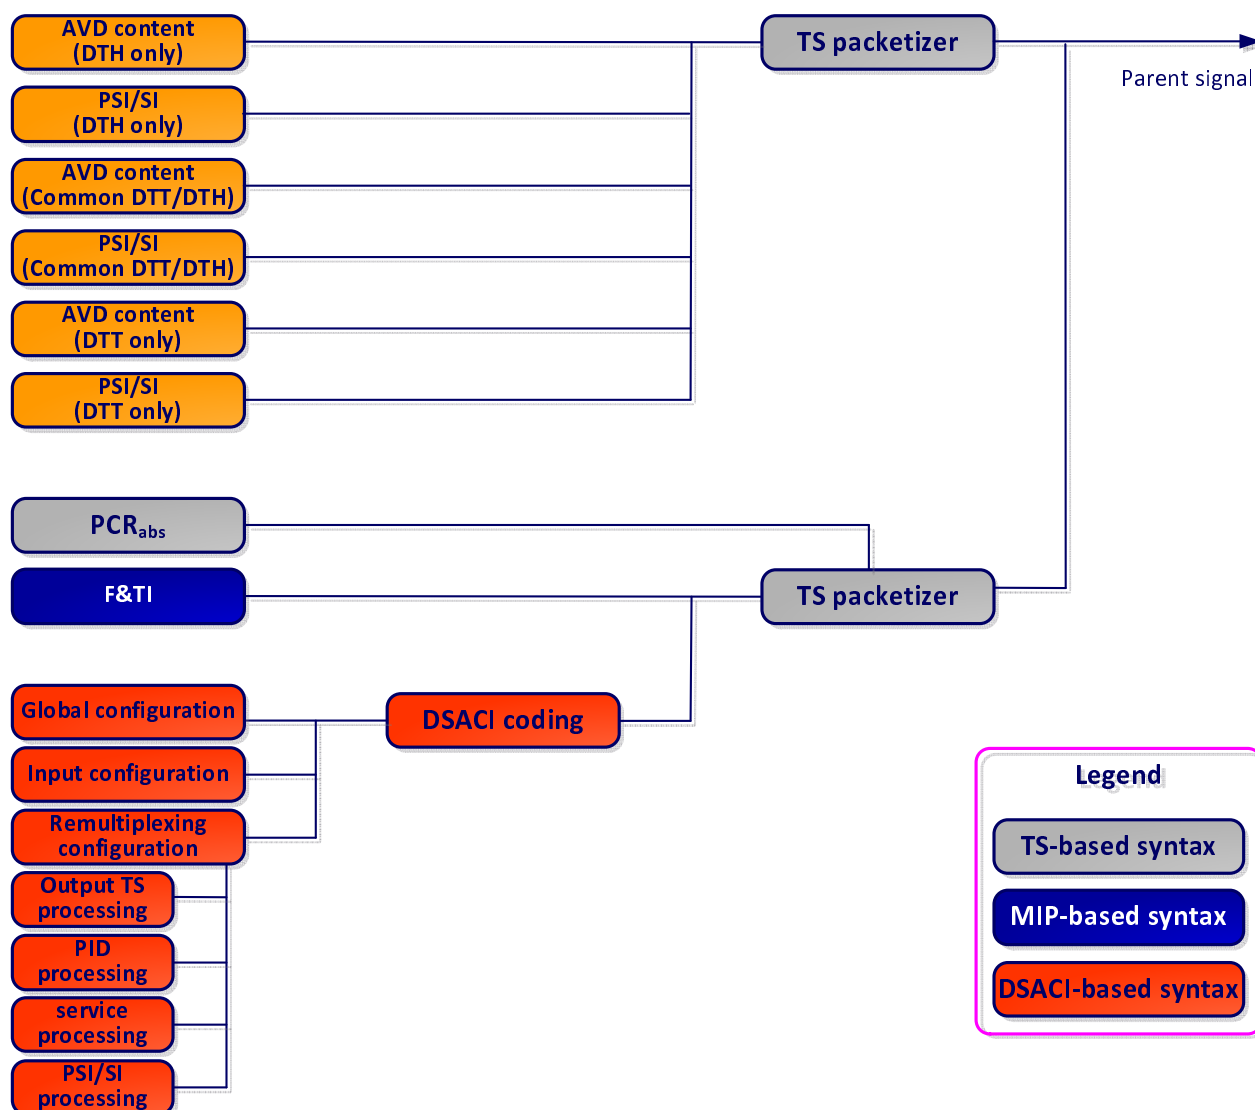 AVD content
(DTH only)
TS packetizer
Parent signal
PSI/SI
(DTH only)
AVD content
(Common DTT/DTH)
PSI/SI
(Common DTT/DTH)
AVD content
(DTT only)
PSI/SI
(DTT only)
PCRabs
F&TI
TS packetizer
Global configuration
DSACI coding
Input configuration
Remultiplexing
configuration
Output TS
processing
PID
processing
service
processing
PSI/SI
processing
Legend
TS-based syntax
MIP-based syntax
DSACI-based syntax